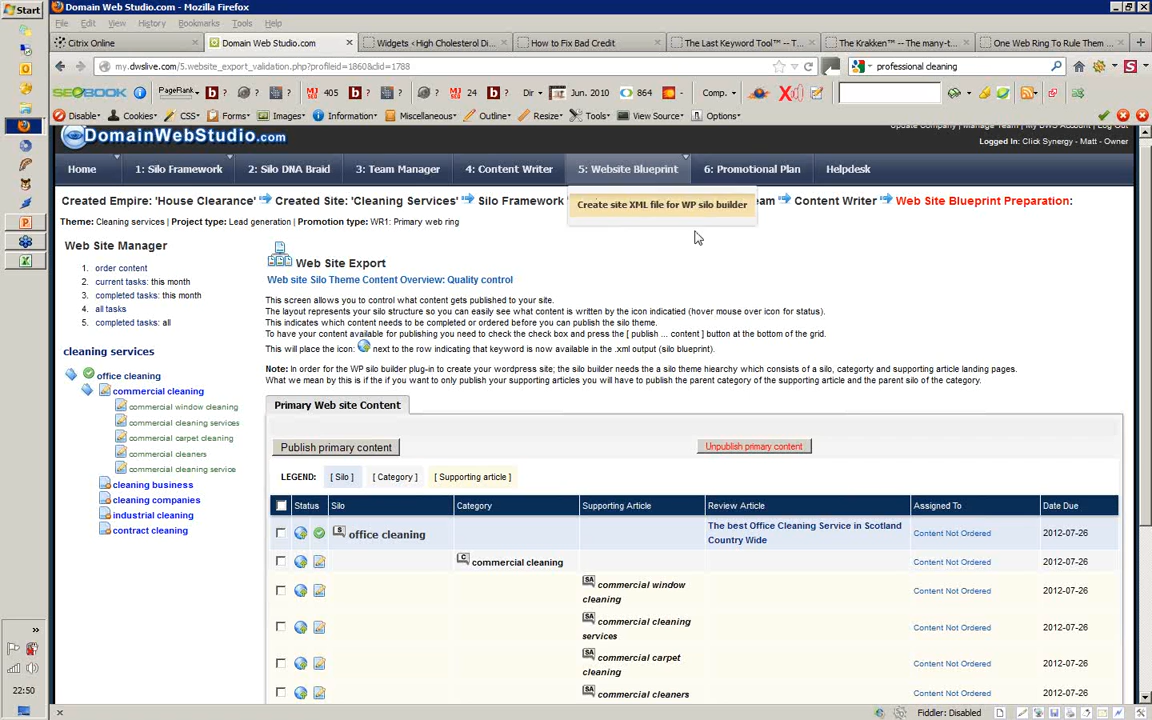 Start
Domain Web Studio.com - Mozilla Firefox
File Edit View History Bookmarks Tools Help
Citrix Online
Domain Web Studio.com
Widgets < High Cholesterol Di...
How to Fix Bad Credit
The Last Keyword Tool™ -- T...
The Krakken™ -- The many-t...
One Web Ring To Rule Them ...
my.dwslive.com/5.website_export_validation.php?profileid=1860&clid=1788
professional cleaning
SEOBOOK PageRank ? ? ? MJ 405 ? MJ 24 ? Dir Jun. 2010 864 Comp.
Disable Cookies CSS Forms Images Information Miscellaneous Outline Resize Tools View Source Options
DomainWebStudio.com
Update Company | Manage Team | My DWS Account | Log Out
Logged In: Click Synergy - Matt - Owner
Home 1: Silo Framework 2: Silo DNA Braid 3: Team Manager 4: Content Writer 5: Website Blueprint 6: Promotional Plan Helpdesk
Created Empire: 'House Clearance' Created Site: 'Cleaning Services' Silo Framework eam Content Writer Web Site Blueprint Preparation:
Create site XML file for WP silo builder
Theme: Cleaning services | Project type: Lead generation | Promotion type: WR1: Primary web ring
Web Site Manager
1. order content
2. current tasks: this month
3. completed tasks: this month
4. all tasks
5. completed tasks: all
cleaning services
office cleaning
commercial cleaning
commercial window cleaning
commercial cleaning services
commercial carpet cleaning
commercial cleaners
commercial cleaning service
cleaning business
cleaning companies
industrial cleaning
contract cleaning
Web Site Export
Web site Silo Theme Content Overview: Quality control
This screen allows you to control what content gets published to your site.
The layout represents your silo structure so you can easily see what content is written by the icon indicatied (hover mouse over icon for status).
This indicates which content needs to be completed or ordered before you can publish the silo theme.
To have your content available for publishing you need to check the check box and press the [ publish ... content ] button at the bottom of the grid.
This will place the icon: next to the row indicating that keyword is now available in the .xml output (silo blueprint).
Note: In order for the WP silo builder plug-in to create your wordpress site; the silo builder needs a silo theme hiearchy which consists of a silo, categorty and supporting article landing pages.
What we mean by this is if the if you want to only publish your supporting articles you will have to publish the parent category of the supporting article and the parent silo of the category.
Primary Web site Content
Publish primary content
Unpublish primary content
LEGEND: [ Silo ] [ Category ] [ Supporting article ]
Status Silo Category Supporting Article Review Article Assigned To Date Due
S office cleaning The best Office Cleaning Service in Scotland Country Wide Content Not Ordered 2012-07-26
C commercial cleaning Content Not Ordered 2012-07-26
SA commercial window cleaning Content Not Ordered 2012-07-26
SA commercial cleaning services Content Not Ordered 2012-07-26
SA commercial carpet cleaning Content Not Ordered 2012-07-26
SA commercial cleaners Content Not Ordered 2012-07-26
22:50
Fiddler: Disabled